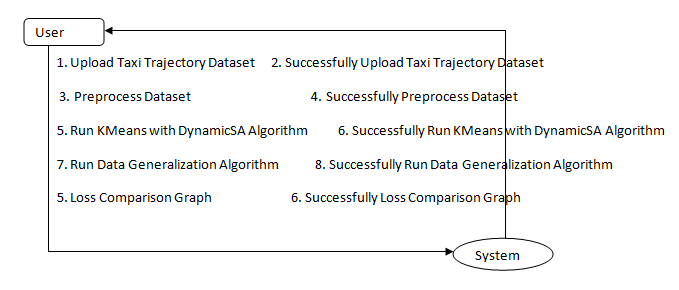 User
1. Upload Taxi Trajectory Dataset 2. Successfully Upload Taxi Trajectory Dataset
3. Preprocess Dataset 4. Successfully Preprocess Dataset
5. Run KMeans with DynamicSA Algorithm 6. Successfully Run KMeans with DynamicSA Algorithm
7. Run Data Generalization Algorithm 8. Successfully Run Data Generalization Algorithm
5. Loss Comparison Graph 6. Successfully Loss Comparison Graph
System